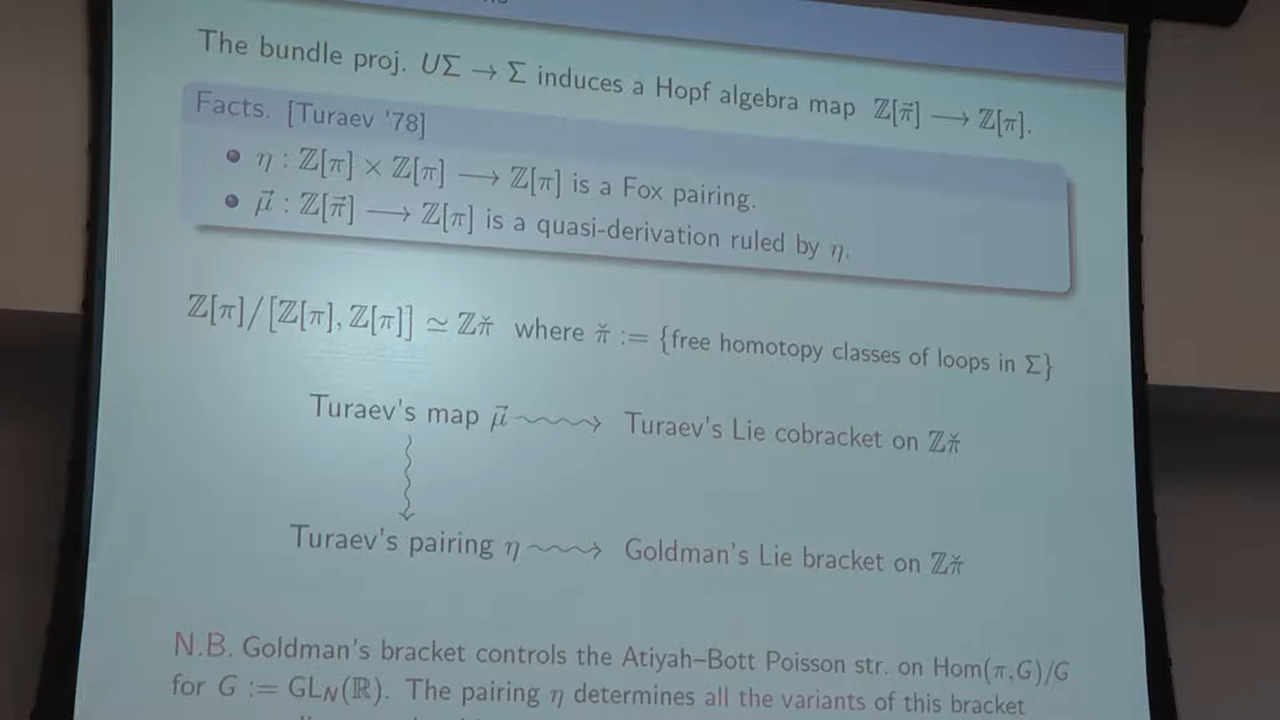 The bundle proj. UΣ → Σ induces a Hopf algebra map ℤ[π⃗] ⟶ ℤ[π].
Facts. [Turaev '78]
• η : ℤ[π] × ℤ[π] ⟶ ℤ[π] is a Fox pairing.
• μ⃗ : ℤ[π⃗] ⟶ ℤ[π] is a quasi-derivation ruled by η.
ℤ[π]/[ℤ[π], ℤ[π]] ≃ ℤπ̌ where π̌ := {free homotopy classes of loops in Σ}
Turaev's map μ⃗ ⇝ Turaev's Lie cobracket on ℤπ̌
Turaev's pairing η ⇝ Goldman's Lie bracket on ℤπ̌
N.B. Goldman's bracket controls the Atiyah–Bott Poisson str. on Hom(π,G)/G
for G := GL_N(ℝ). The pairing η determines all the variants of this bracket